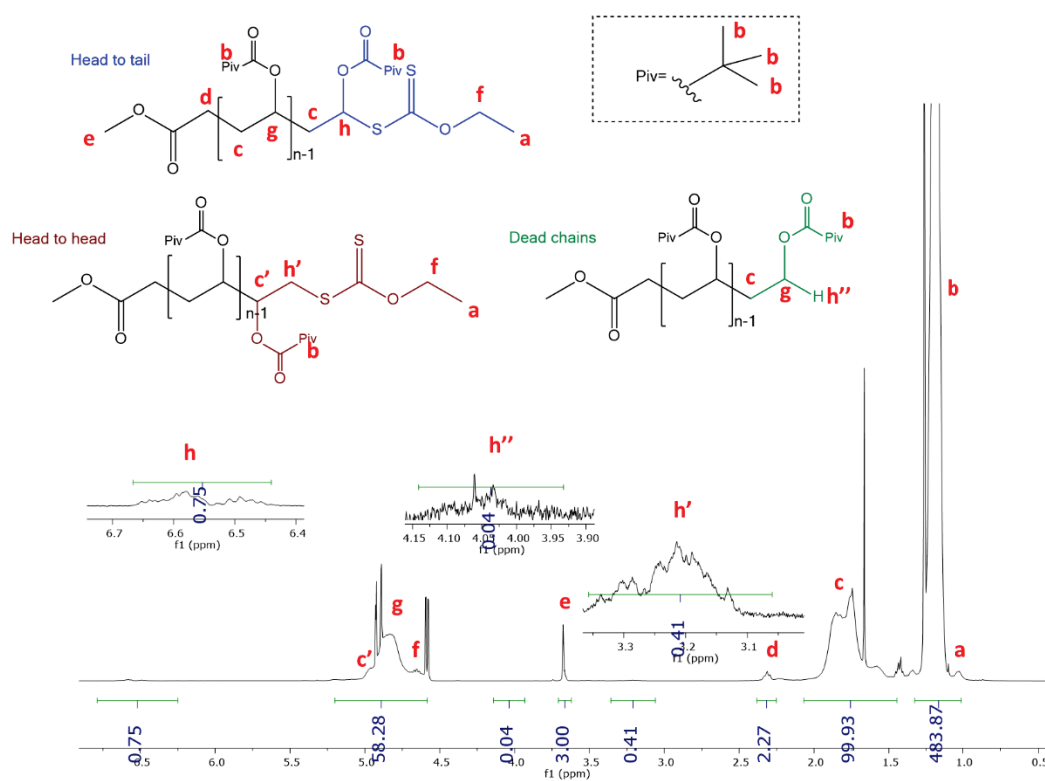 Head to tail
b
Piv
O
O
O
O
b
Piv
S
d
c
h
S
O
f
a
O
e
O
c
g
n-1
Piv=
b
b
b
Head to head
O
Piv
O
O
O
c'
h'
S
S
O
f
a
n-1
O
O
Piv
b
Dead chains
O
Piv
O
O
O
c
n-1
O
O
Piv
b
g
H
h''
b
h
0.75
6.7 6.6 6.5 6.4
f1 (ppm)
h''
0.04
4.15 4.10 4.05 4.00 3.95 3.90
f1 (ppm)
h'
0.41
3.3 3.2 3.1
f1 (ppm)
c'
g
f
e
d
c
a
0.75
58.28
0.04
3.00
0.41
2.27
99.93
483.87
6.5 6.0 5.5 5.0 4.5 4.0 3.5 3.0 2.5 2.0 1.5 1.0 0.5
f1 (ppm)